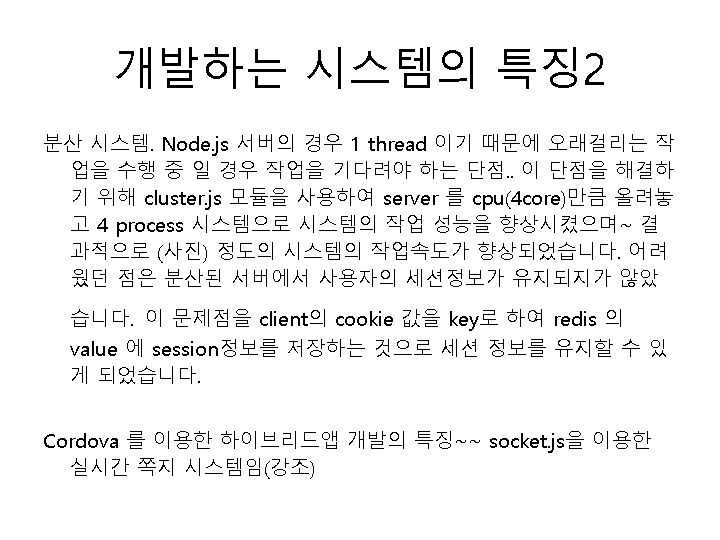 개발하는 시스템의 특징2
분산 시스템. Node.js 서버의 경우 1 thread 이기 때문에 오래걸리는 작
업을 수행 중 일 경우 작업을 기다려야 하는 단점.. 이 단점을 해결하
기 위해 cluster.js 모듈을 사용하여 server 를 cpu(4core)만큼 올려놓
고 4 process 시스템으로 시스템의 작업 성능을 향상시켰으며~ 결
과적으로 (사진) 정도의 시스템의 작업속도가 향상되었습니다. 어려
웠던 점은 분산된 서버에서 사용자의 세션정보가 유지되지가 않았
습니다. 이 문제점을 client의 cookie 값을 key로 하여 redis 의
value 에 session정보를 저장하는 것으로 세션 정보를 유지할 수 있
게 되었습니다.
Cordova 를 이용한 하이브리드앱 개발의 특징~~ socket.js을 이용한
실시간 쪽지 시스템임(강조)